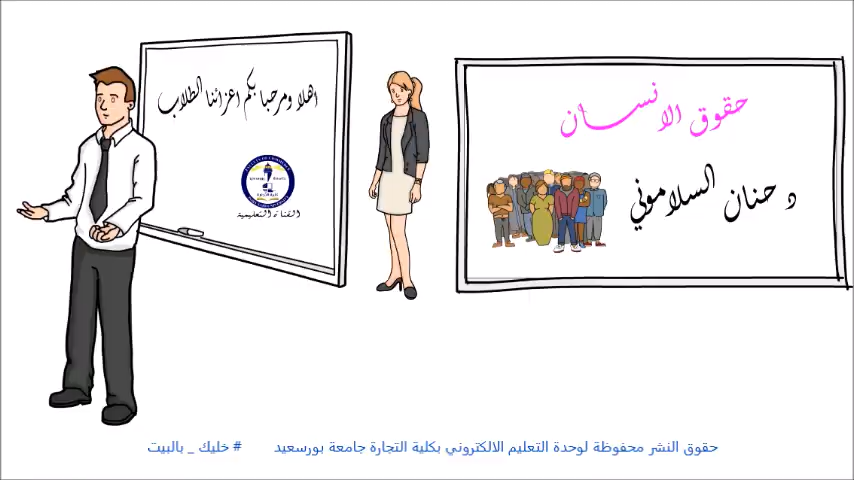 اهلا ومرحبا بكم اعزائنا الطلاب
القناة التعليمية
حقوق الانسان
د حنان السلاموني
حقوق النشر محفوظة لوحدة التعليم الالكتروني بكلية التجارة جامعة بورسعيد # خليك _ بالبيت